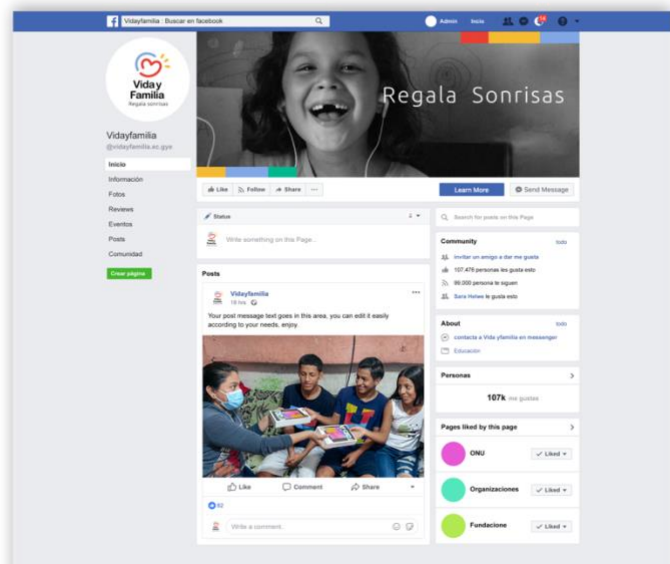 Vidayfamilia : Buscar en facebook
Admin
Inicio
14
Vida y
Familia
Regala sonrisas
Regala Sonrisas
Vidayfamilia
@vidayfamilia.ec.gye
Inicio
Información
Fotos
Reviews
Eventos
Posts
Comunidad
Crear página
Like
Follow
Share
Learn More
Send Message
Status
Write something on this Page...
Posts
Vidayfamilia
18 hrs
Your post message text goes in this area, you can edit it easily
according to your needs, enjoy.
Like
Comment
Share
82
Write a comment.
Search for posts on this Page
Community
todo
invitar un amigo a dar me gusta
107.476 personas les gusta esto
99.000 persona te siguen
Sara Helwe le gusta esto
About
todo
contacta a Vida yfamilia en messenger
Educación
Personas
107k me gustas
Pages liked by this page
ONU
Liked
Organizaciones
Liked
Fundacione
Liked